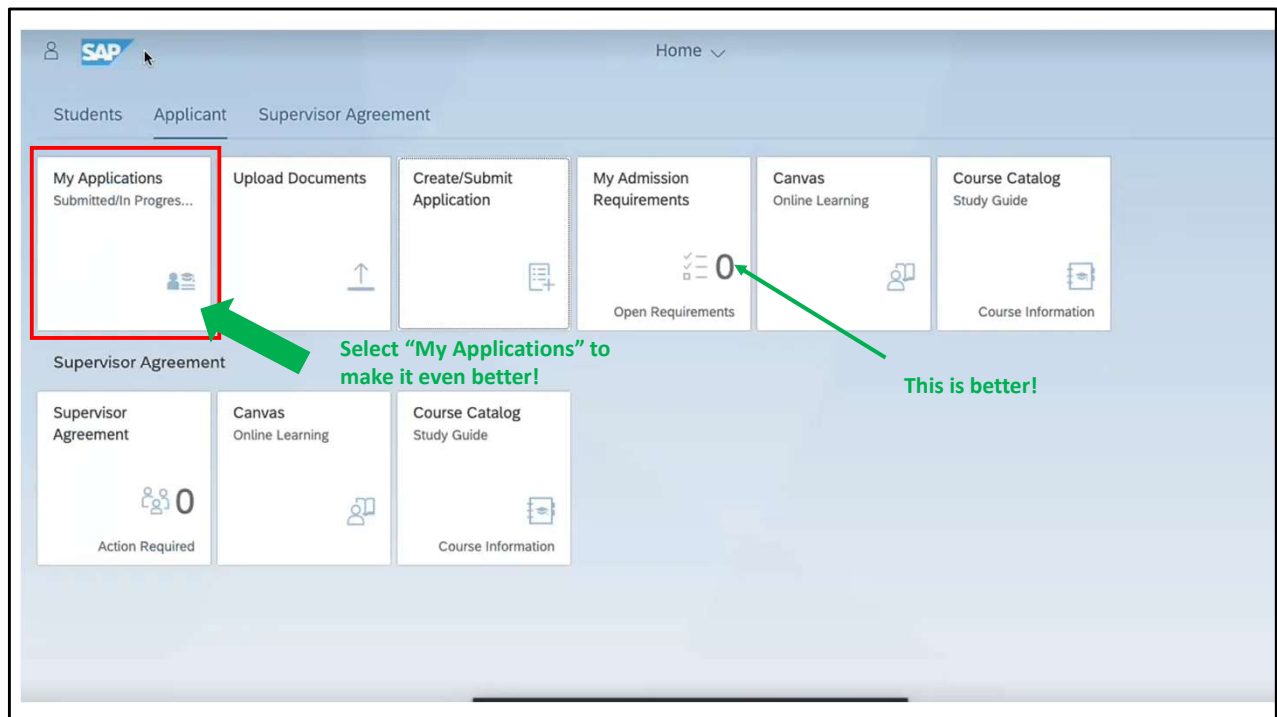 SAP
Home
Students Applicant Supervisor Agreement
My Applications
Submitted/In Progres...
Upload Documents
Create/Submit
Application
My Admission
Requirements
0
Open Requirements
Canvas
Online Learning
Course Catalog
Study Guide
Course Information
Select “My Applications” to
make it even better!
This is better!
Supervisor Agreement
Supervisor
Agreement
0
Action Required
Canvas
Online Learning
Course Catalog
Study Guide
Course Information